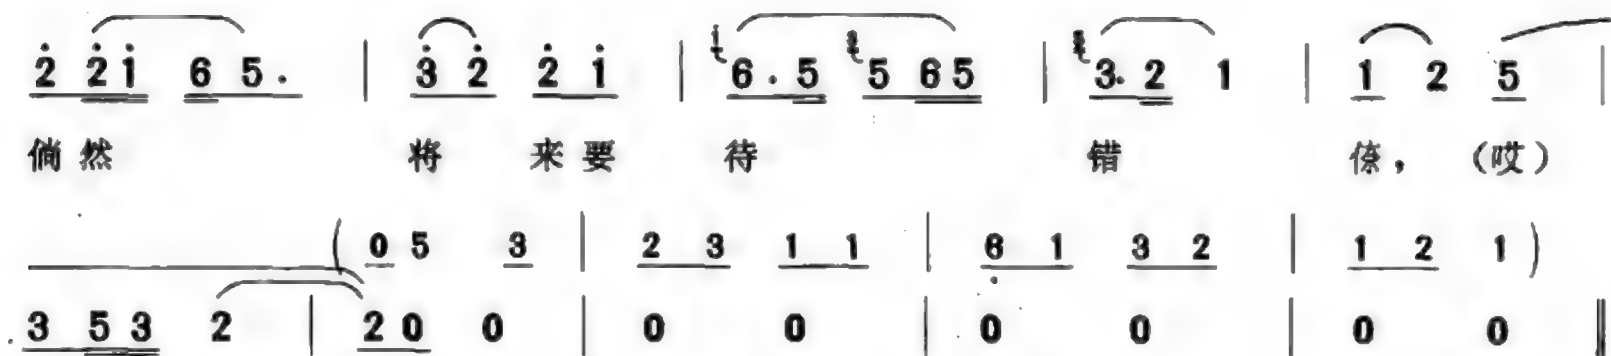 2̇ 2̇ 1̇ 6 5 . | 3̇ 2̇ 2̇ 1̇ | 6 . 5 5 6 5 | 3 . 2 1 | 1 2 5 |
倘然 将 来要 待 错 傺，（哎）
( 0 5 3 | 2 3 1 1 | 6̣ 1 3 2 | 1 2 1 )
3 5 3 2 | 2 0 0 | 0 0 | 0 0 | 0 0 ‖